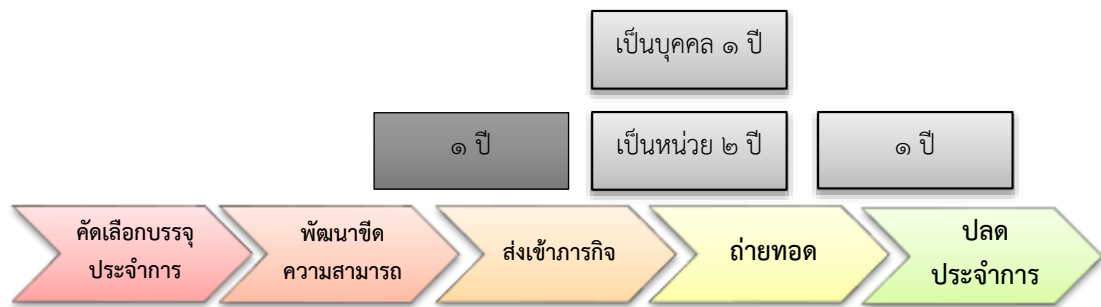 เป็นบุคคล ๑ ปี
๑ ปี
เป็นหน่วย ๒ ปี
๑ ปี
คัดเลือกบรรจุ
ประจำการ
พัฒนาขีด
ความสามารถ
ส่งเข้าภารกิจ
ถ่ายทอด
ปลด
ประจำการ